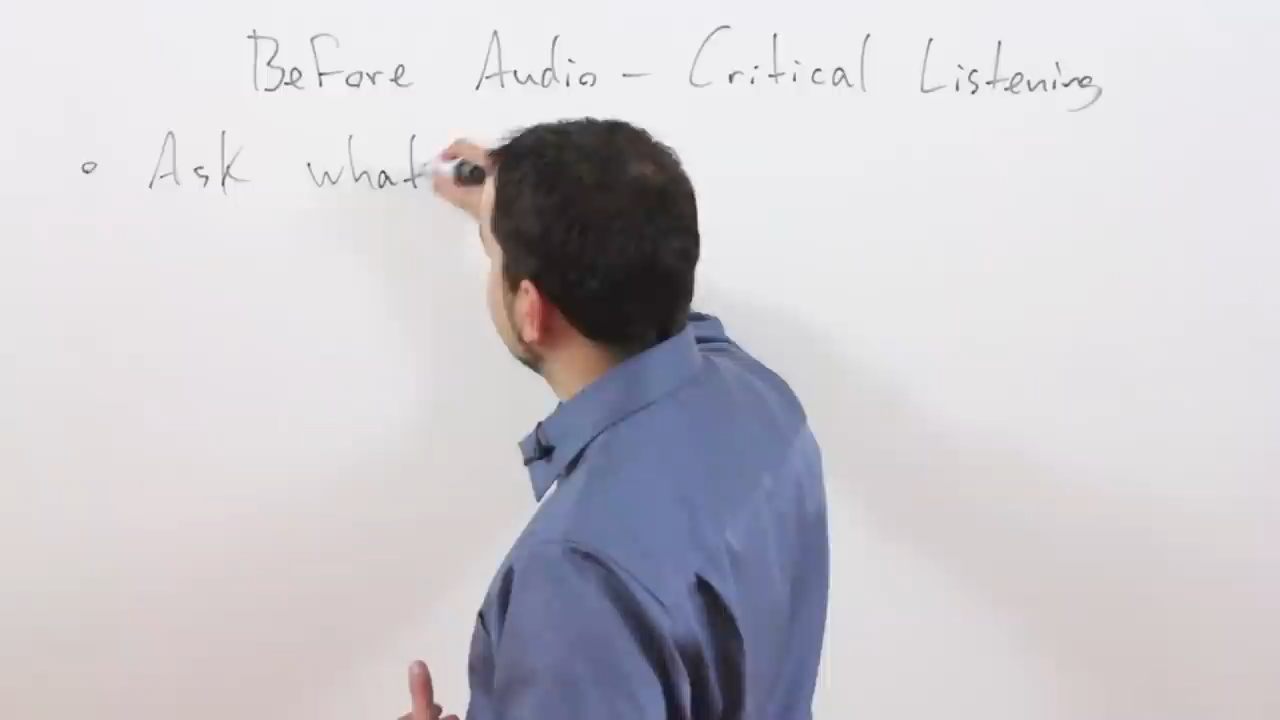 Before Audio - Critical Listening
• Ask what